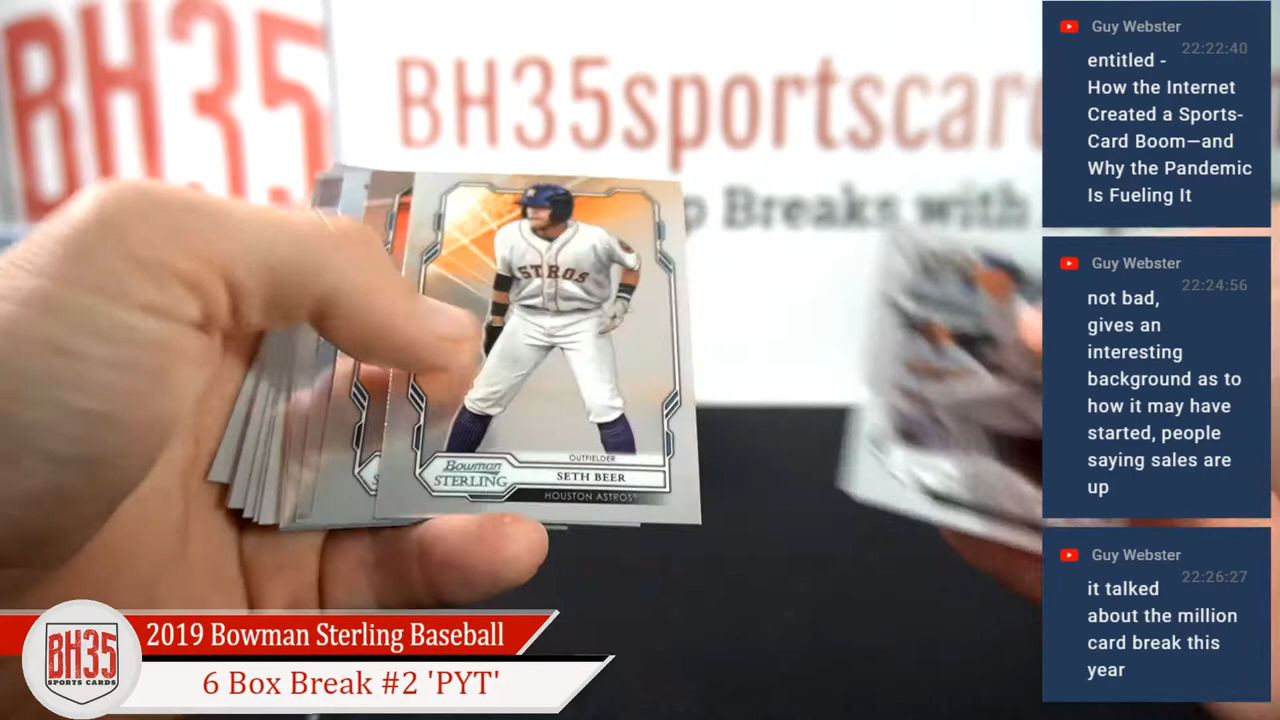 BH35
BH35sportscar
p Breaks with
ASTROS
OUTFIELDER
Bowman
STERLING
SETH BEER
HOUSTON ASTROS
S
BH35
SPORTS CARDS
2019 Bowman Sterling Baseball
6 Box Break #2 'PYT'
Guy Webster
22:22:40
entitled -
How the Internet
Created a Sports-
Card Boom—and
Why the Pandemic
Is Fueling It
Guy Webster
22:24:56
not bad,
gives an
interesting
background as to
how it may have
started, people
saying sales are
up
Guy Webster
22:26:27
it talked
about the million
card break this
year